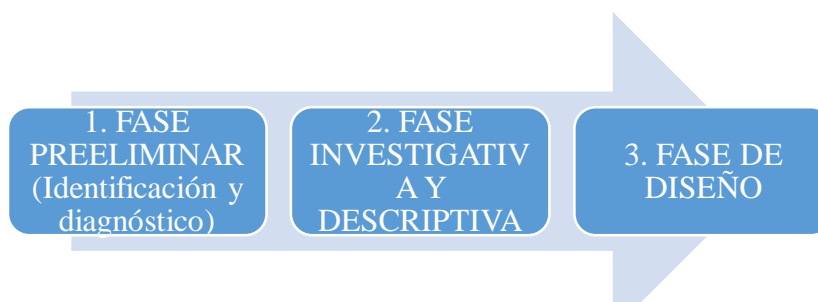 1. FASE
PREELIMINAR
(Identificación y
diagnóstico)
2. FASE
INVESTIGATIV
A Y
DESCRIPTIVA
3. FASE DE
DISEÑO